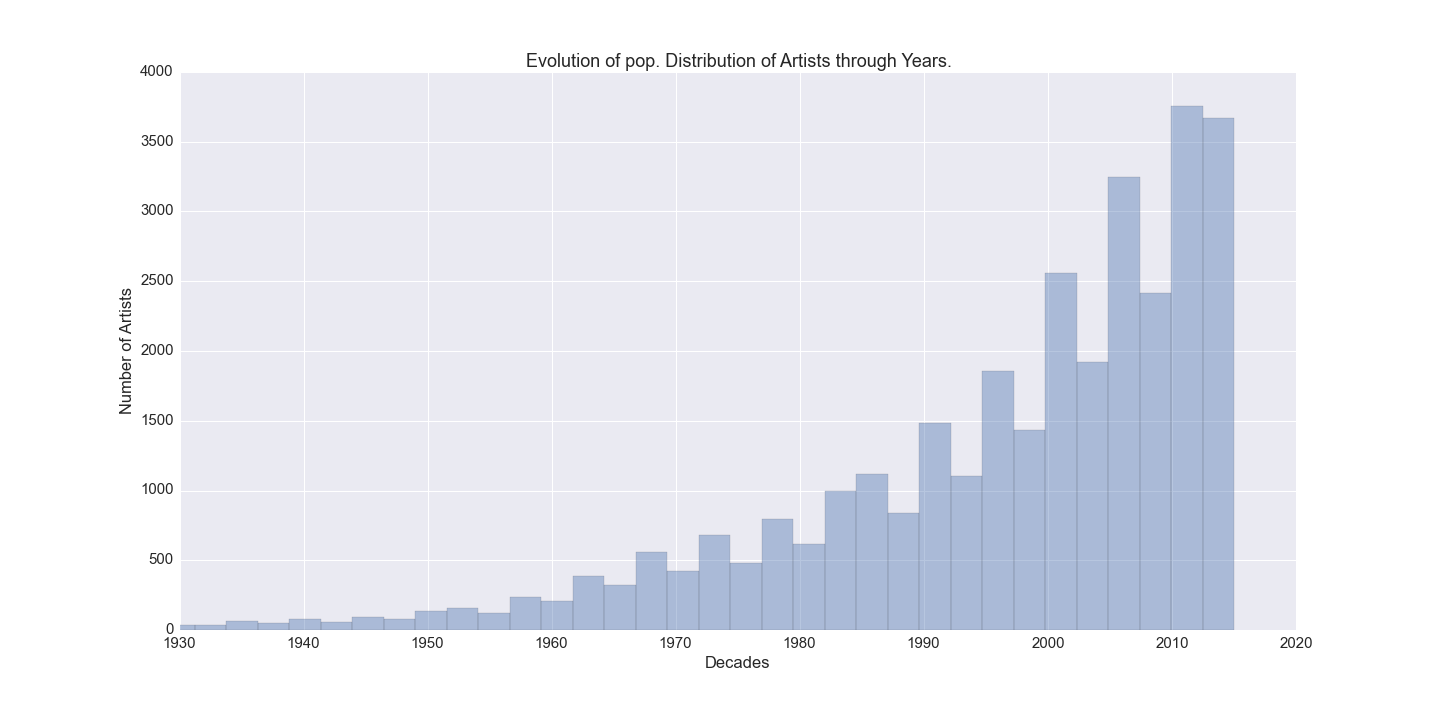 Evolution of pop. Distribution of Artists through Years.
4000
3500
3000
2500
2000
1500
1000
500
0
Number of Artists
1930 1940 1950 1960 1970 1980 1990 2000 2010 2020
Decades